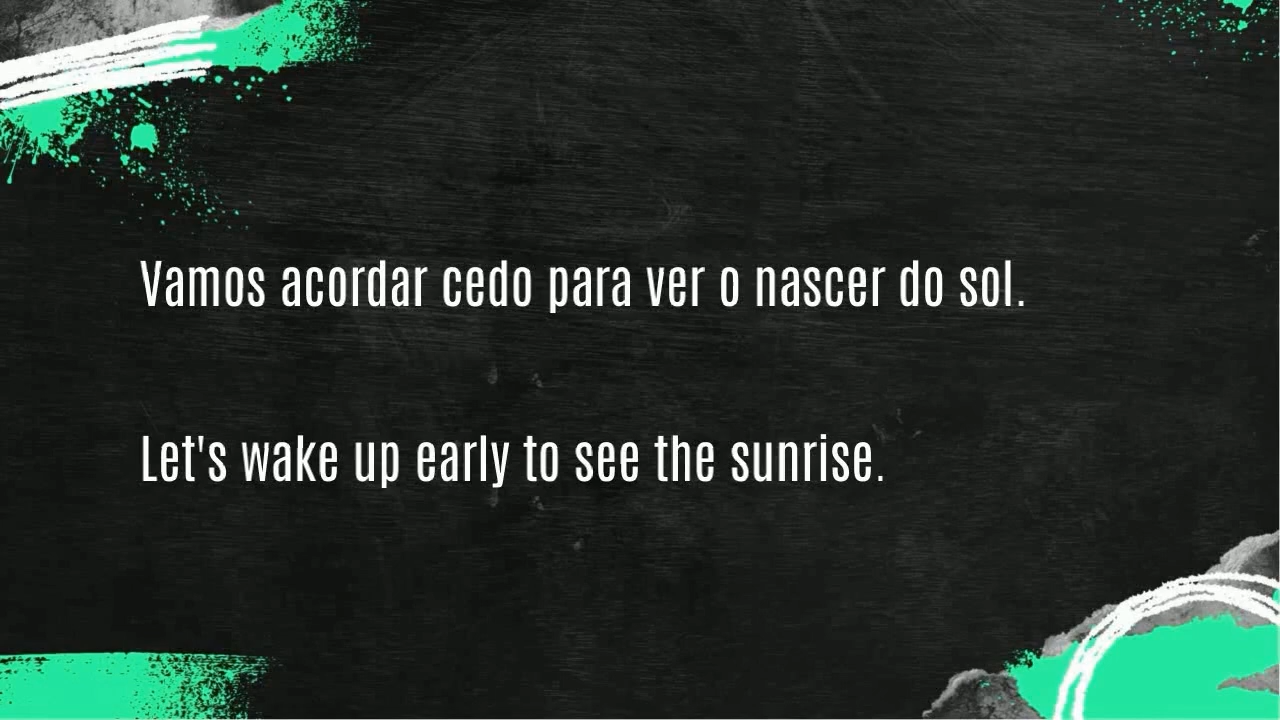 Vamos acordar cedo para ver o nascer do sol.
Let's wake up early to see the sunrise.